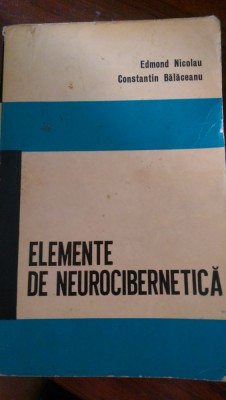 Edmond Nicolau
Constantin Bălăceanu
ELEMENTE
DE NEUROCIBERNETICĂ